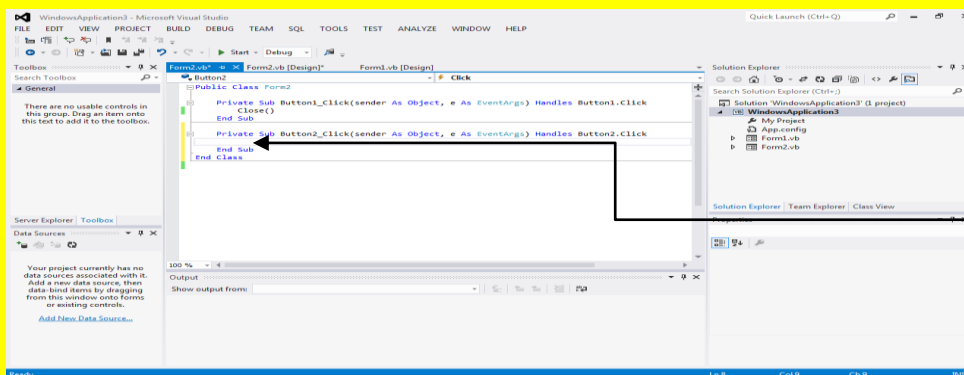 WindowsApplication3 - Microsoft Visual Studio
Quick Launch (Ctrl+Q)
FILE EDIT VIEW PROJECT BUILD DEBUG TEAM SQL TOOLS TEST ANALYZE WINDOW HELP
Start - Debug
Toolbox
Search Toolbox
General
There are no usable controls in
this group. Drag an item onto
this text to add it to the toolbox.
Server Explorer Toolbox
Data Sources
Your project currently has no
data sources associated with it.
Add a new data source, then
data-bind items by dragging
from this window onto forms
or existing controls.
Add New Data Source...
Form2.vb* Form2.vb [Design]* Form1.vb [Design]
Button2 Click
Public Class Form2
Private Sub Button1_Click(sender As Object, e As EventArgs) Handles Button1.Click
Close()
End Sub
Private Sub Button2_Click(sender As Object, e As EventArgs) Handles Button2.Click
End Sub
End Class
100 %
Output
Show output from:
Solution Explorer
Search Solution Explorer (Ctrl+;)
Solution 'WindowsApplication3' (1 project)
WindowsApplication3
My Project
App.config
Form1.vb
Form2.vb
Solution Explorer Team Explorer Class View
Properties
Ready Ln 8 Col 9 Ch 9